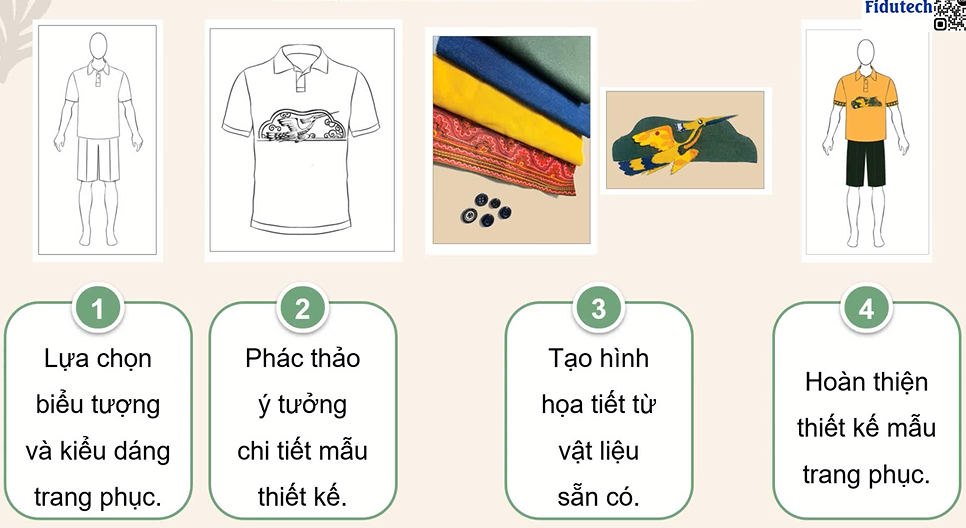 Fidutech
1
Lựa chọn
biểu tượng
và kiểu dáng
trang phục.
2
Phác thảo
ý tưởng
chi tiết mẫu
thiết kế.
3
Tạo hình
họa tiết từ
vật liệu
sẵn có.
4
Hoàn thiện
thiết kế mẫu
trang phục.